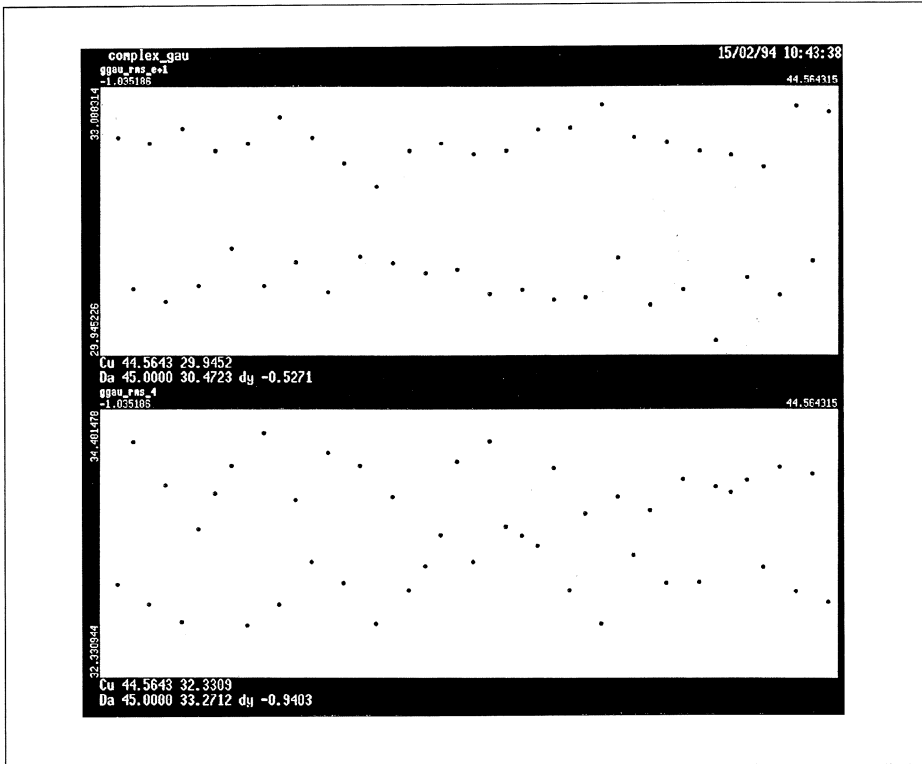 complex_gau 15/02/94 10:43:38
ggau_rms_e+1
-1.035186 44.564315
33.088314
29.945226
Cu 44.5643 29.9452
Da 45.0000 30.4723 dy -0.5271
ggau_rms_4
-1.035186 44.564315
34.401478
32.330944
Cu 44.5643 32.3309
Da 45.0000 33.2712 dy -0.9403